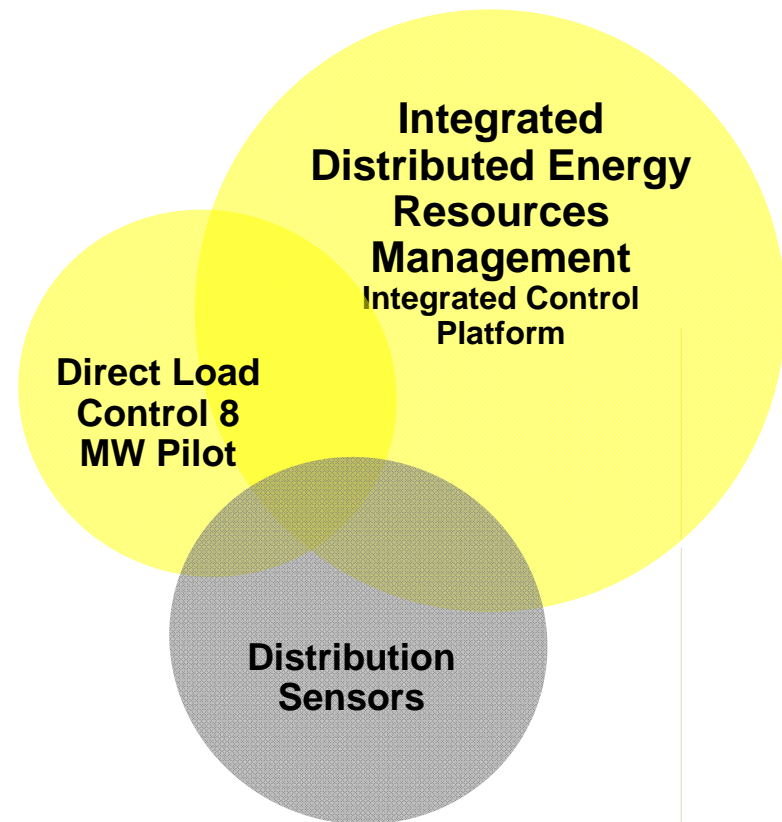 Integrated
Distributed Energy
Resources
Management
Integrated Control
Platform
Direct Load
Control 8
MW Pilot
Distribution
Sensors